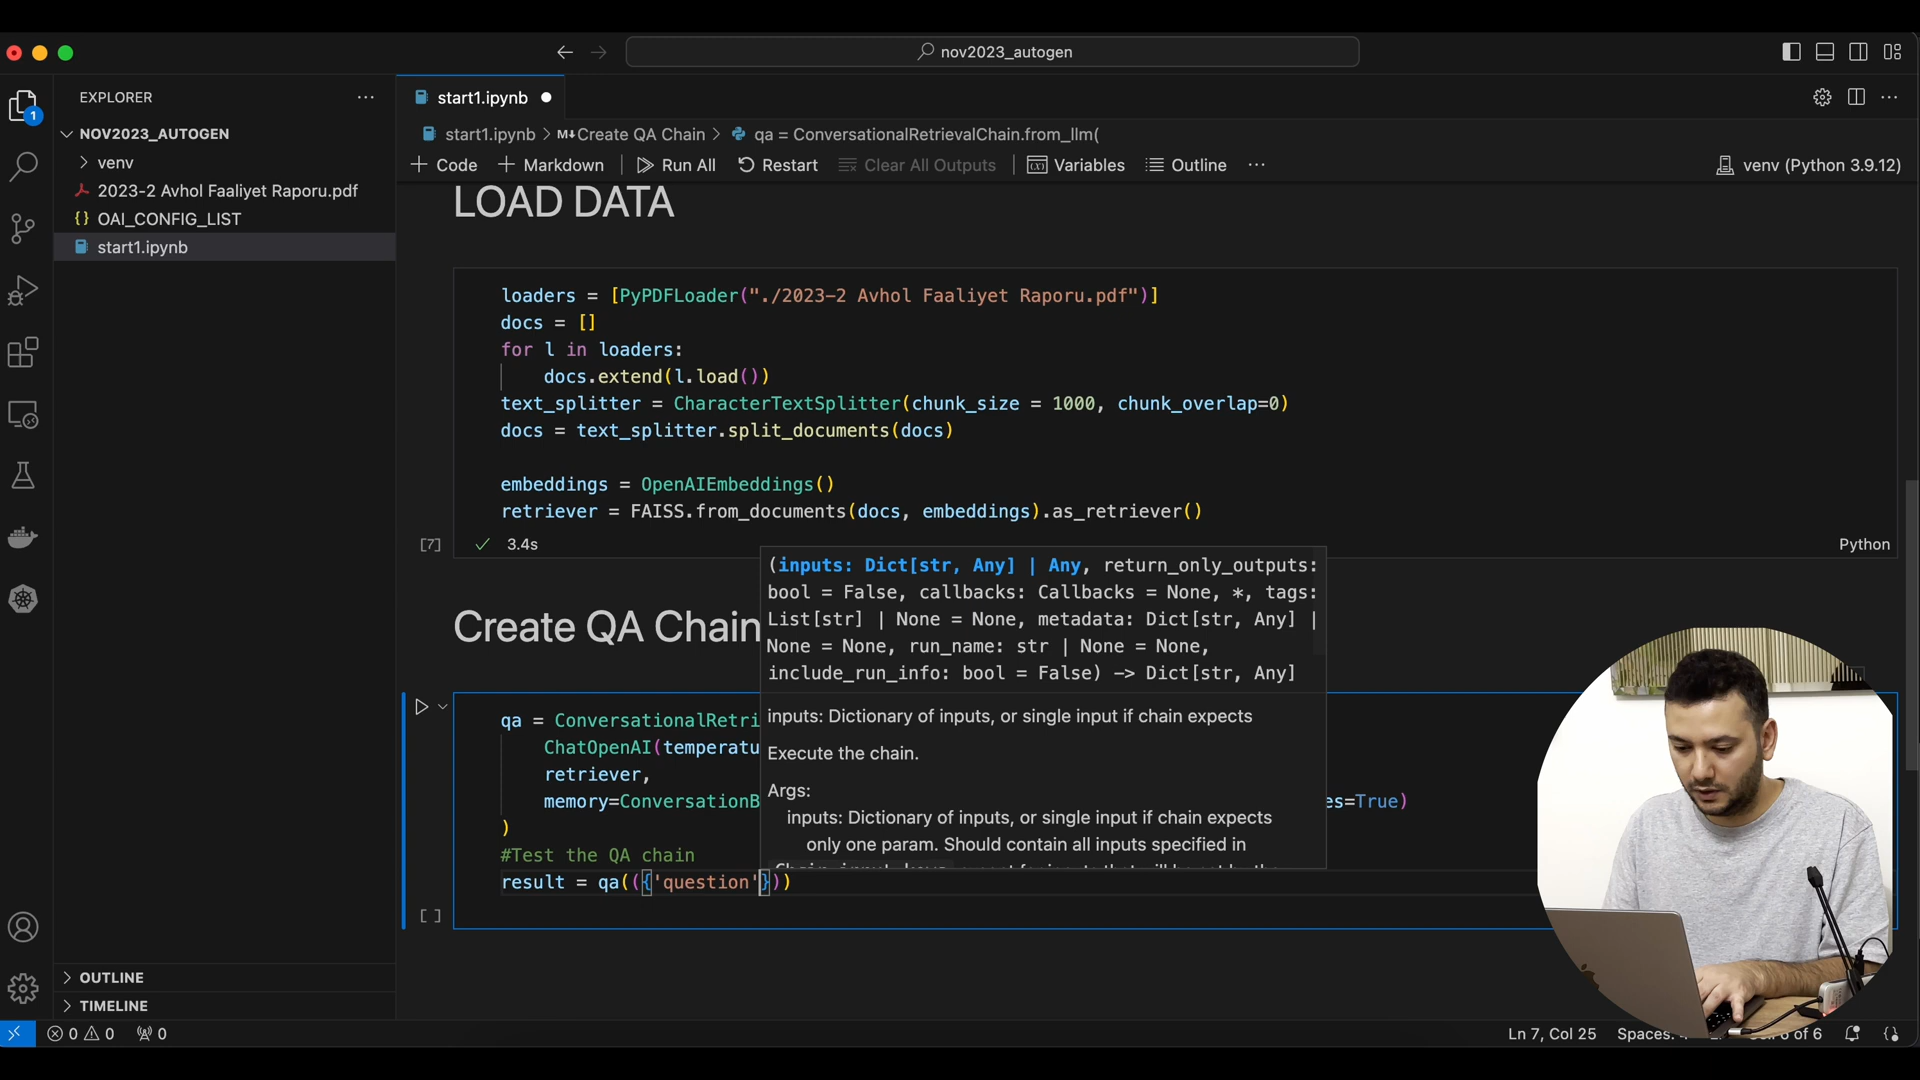 nov2023_autogen
EXPLORER
start1.ipynb
1
NOV2023_AUTOGEN
start1.ipynb > M↓Create QA Chain > qa = ConversationalRetrievalChain.from_llm(
venv
+ Code + Markdown Run All Restart Clear All Outputs Variables Outline ··· venv (Python 3.9.12)
2023-2 Avhol Faaliyet Raporu.pdf
{} OAI_CONFIG_LIST
start1.ipynb
LOAD DATA
loaders = [PyPDFLoader("./2023-2 Avhol Faaliyet Raporu.pdf")]
docs = []
for l in loaders:
docs.extend(l.load())
text_splitter = CharacterTextSplitter(chunk_size = 1000, chunk_overlap=0)
docs = text_splitter.split_documents(docs)
embeddings = OpenAIEmbeddings()
retriever = FAISS.from_documents(docs, embeddings).as_retriever()
[7] ✓ 3.4s Python
(inputs: Dict[str, Any] | Any, return_only_outputs:
bool = False, callbacks: Callbacks = None, *, tags:
List[str] | None = None, metadata: Dict[str, Any] |
None = None, run_name: str | None = None,
include_run_info: bool = False) -> Dict[str, Any]
inputs: Dictionary of inputs, or single input if chain expects
Execute the chain.
Args:
inputs: Dictionary of inputs, or single input if chain expects
only one param. Should contain all inputs specified in
Create QA Chain
qa = ConversationalRetri
ChatOpenAI(temperatu
retriever,
memory=ConversationB es=True)
)
#Test the QA chain
result = qa(({'question'}))
[ ]
OUTLINE
TIMELINE
0 0 0 Ln 7, Col 25 Spaces: of 6